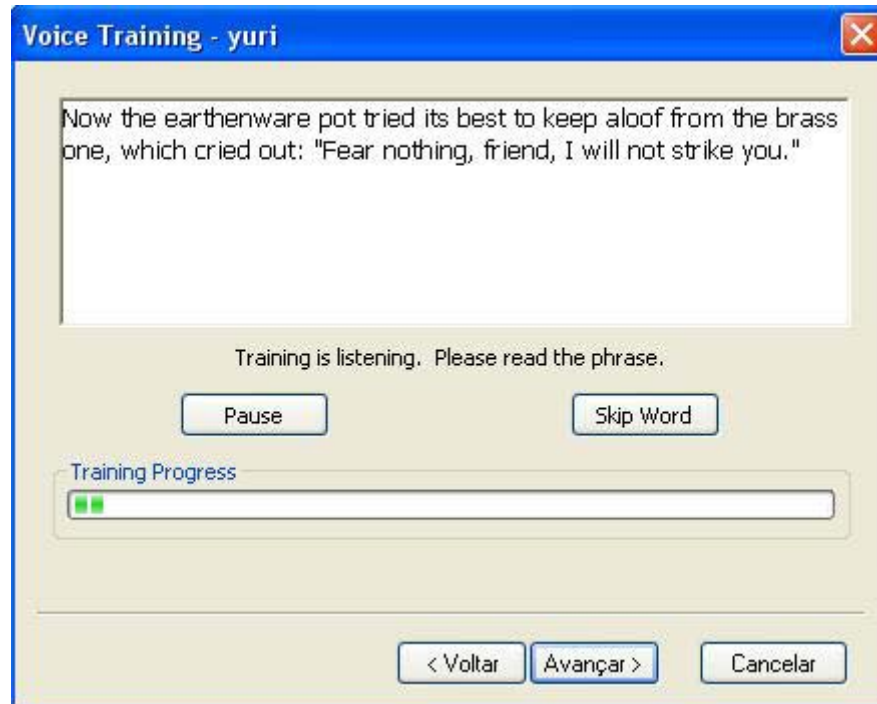 Voice Training - yuri
Now the earthenware pot tried its best to keep aloof from the brass
one, which cried out: "Fear nothing, friend, I will not strike you."
Training is listening. Please read the phrase.
Pause
Skip Word
Training Progress
< Voltar
Avançar >
Cancelar